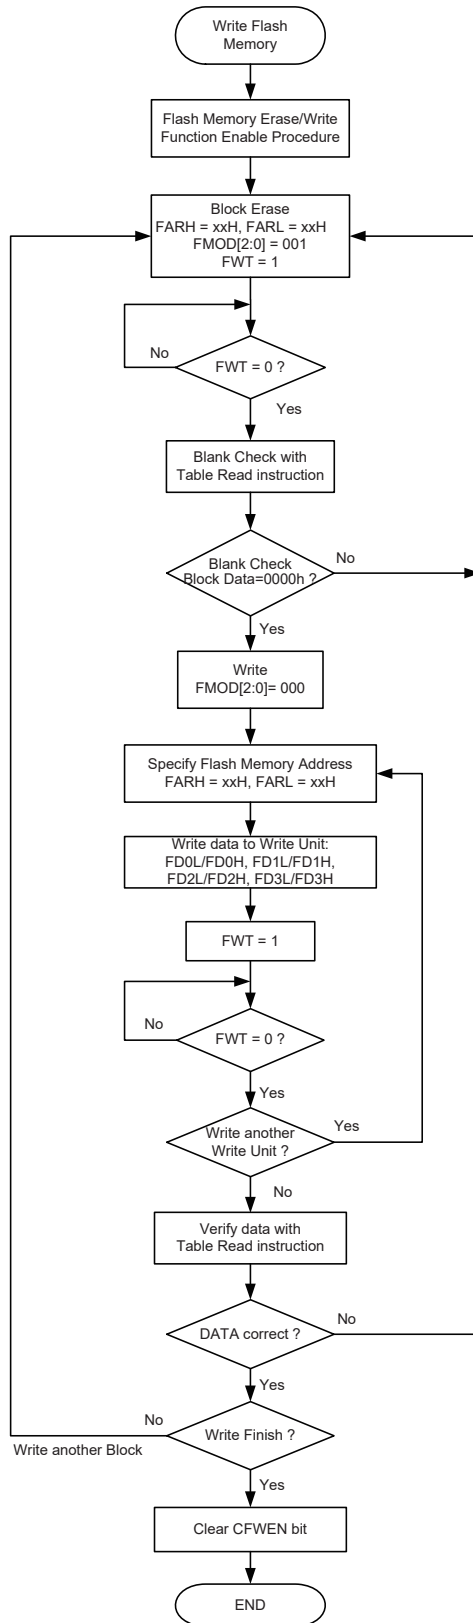 Write Flash
Memory
Flash Memory Erase/Write
Function Enable Procedure
Block Erase
FARH = xxH, FARL = xxH
FMOD[2:0] = 001
FWT = 1
No
FWT = 0 ?
Yes
Blank Check with
Table Read instruction
Blank Check
Block Data=0000h ?
No
Yes
Write
FMOD[2:0]= 000
Specify Flash Memory Address
FARH = xxH, FARL = xxH
Write data to Write Unit:
FD0L/FD0H, FD1L/FD1H,
FD2L/FD2H, FD3L/FD3H
FWT = 1
No
FWT = 0 ?
Yes
Write another
Write Unit ?
Yes
No
Verify data with
Table Read instruction
DATA correct ?
No
Yes
No
Write Finish ?
Write another Block
Yes
Clear CFWEN bit
END